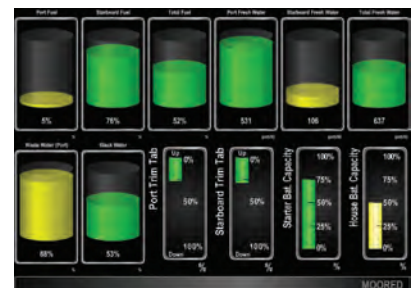 Port Fuel
Starboard Fuel
Total Fuel
Port Fresh Water
Starboard Fresh Water
Total Fresh Water
5%
76%
52%
531
106
637
Waste Water (Port)
Black Water
68%
53%
Port Trim Tab
Up
0%
50%
100%
Down
%
Starboard Trim Tab
Up
0%
50%
100%
Down
%
Starter Bat. Capacity
100%
75%
50%
25%
0%
%
House Bat. Capacity
100%
75%
50%
25%
0%
%
MOORED